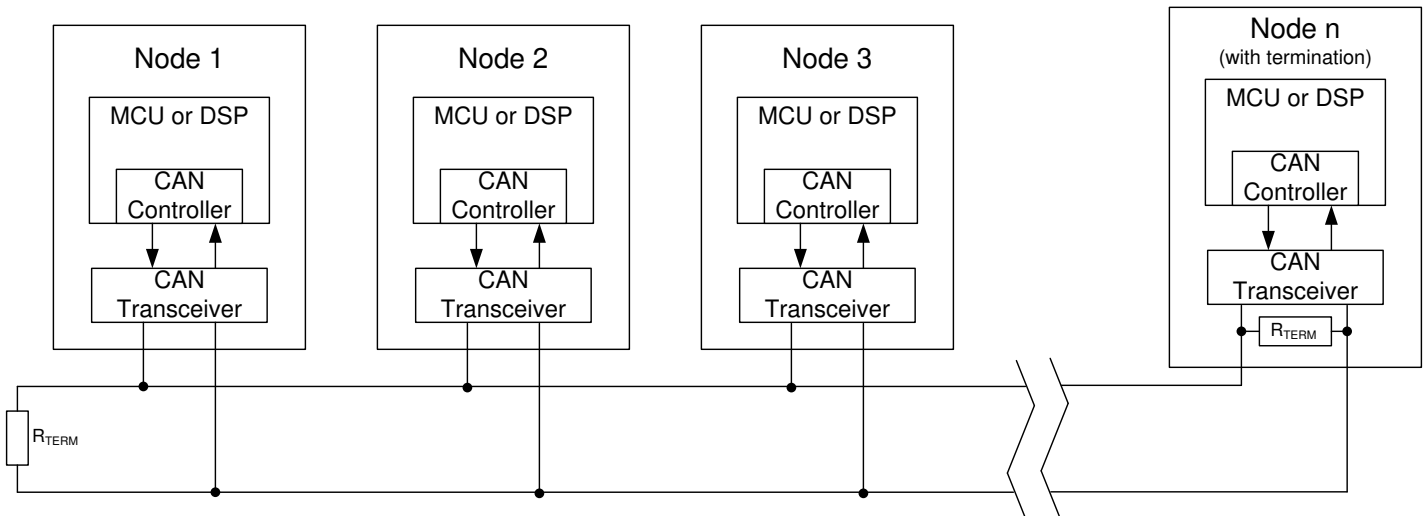 Node 1
MCU or DSP
CAN
Controller
CAN
Transceiver
Node 2
MCU or DSP
CAN
Controller
CAN
Transceiver
Node 3
MCU or DSP
CAN
Controller
CAN
Transceiver
Node n
(with termination)
MCU or DSP
CAN
Controller
CAN
Transceiver
RTERM
RTERM